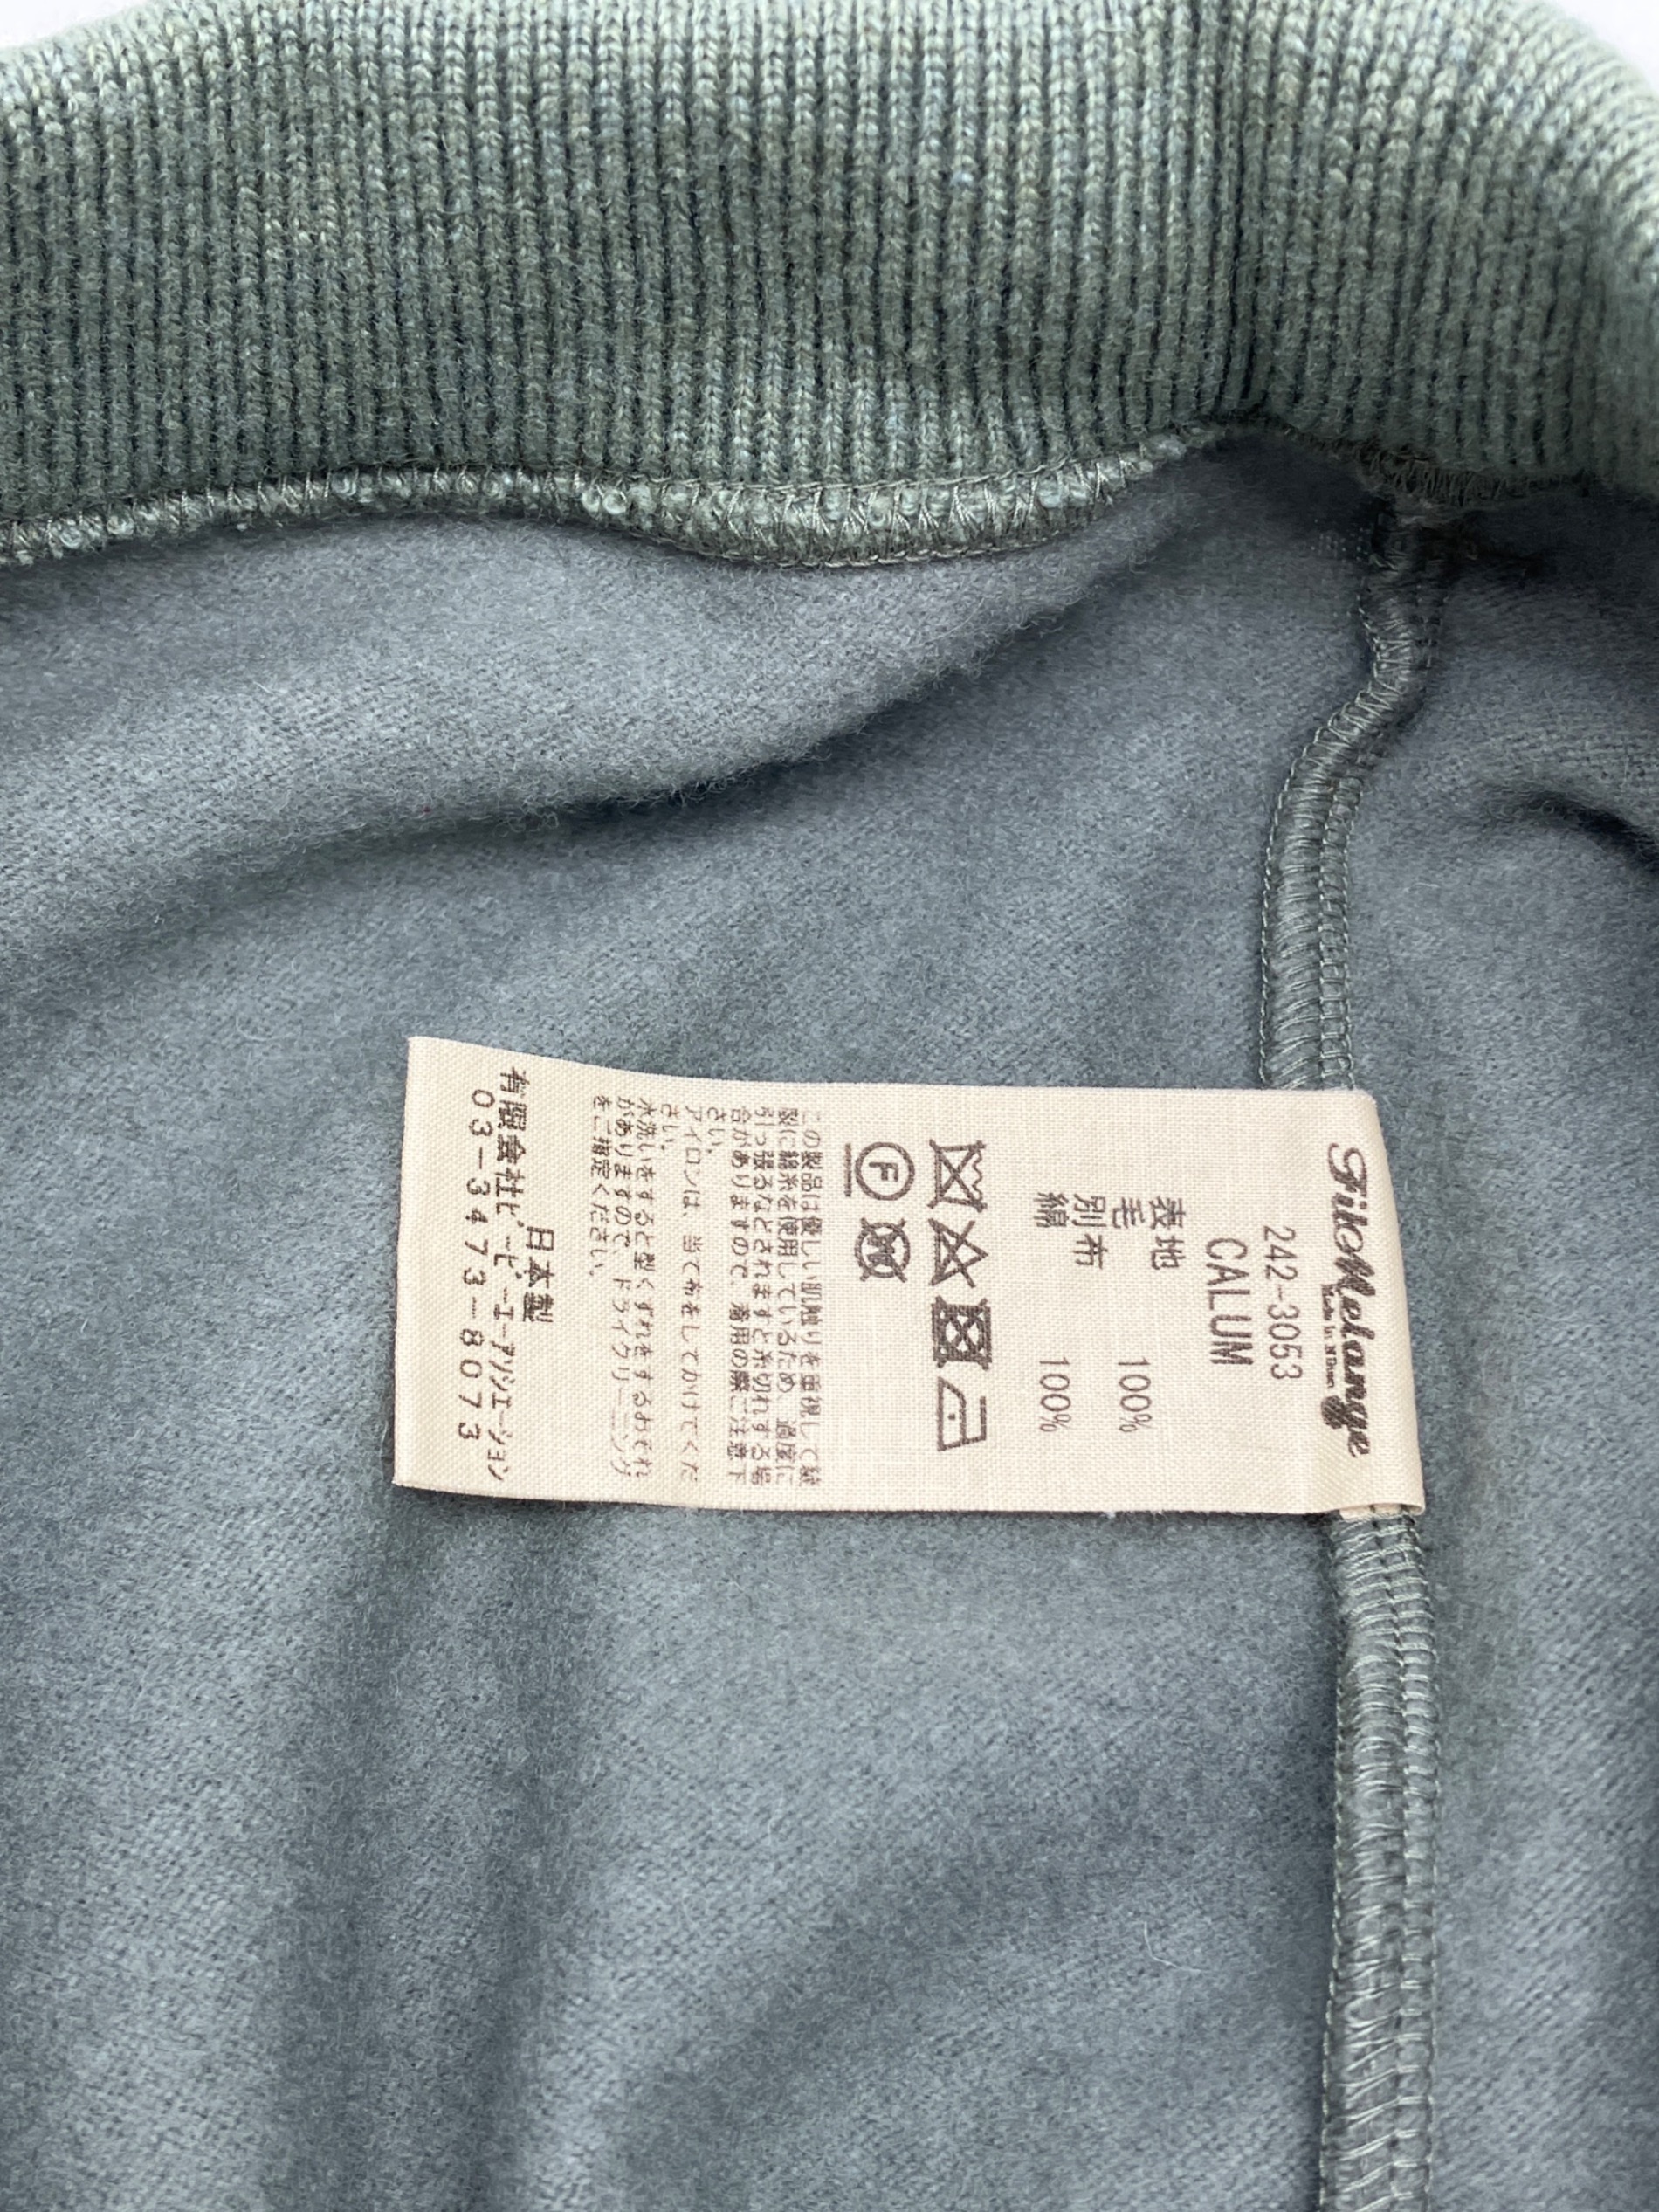 FilMelange
242-3053
CALUM
表地
毛 100%
別布
綿 100%
F
W
この製品は優しい肌触りを重視して縫
製に綿糸を使用しているため、過度に
引っ張るなどされますと糸切れする場
合がありますので、着用の際ご注意下
さい。
アイロンは、当て布をしてかけてくだ
さい。
水洗いをすると型くずれをするおそれ
がありますので、ドライクリーニング
をご指定ください。
日本製
有限会社ピーピーエーアソシエーション
03-3473-8073